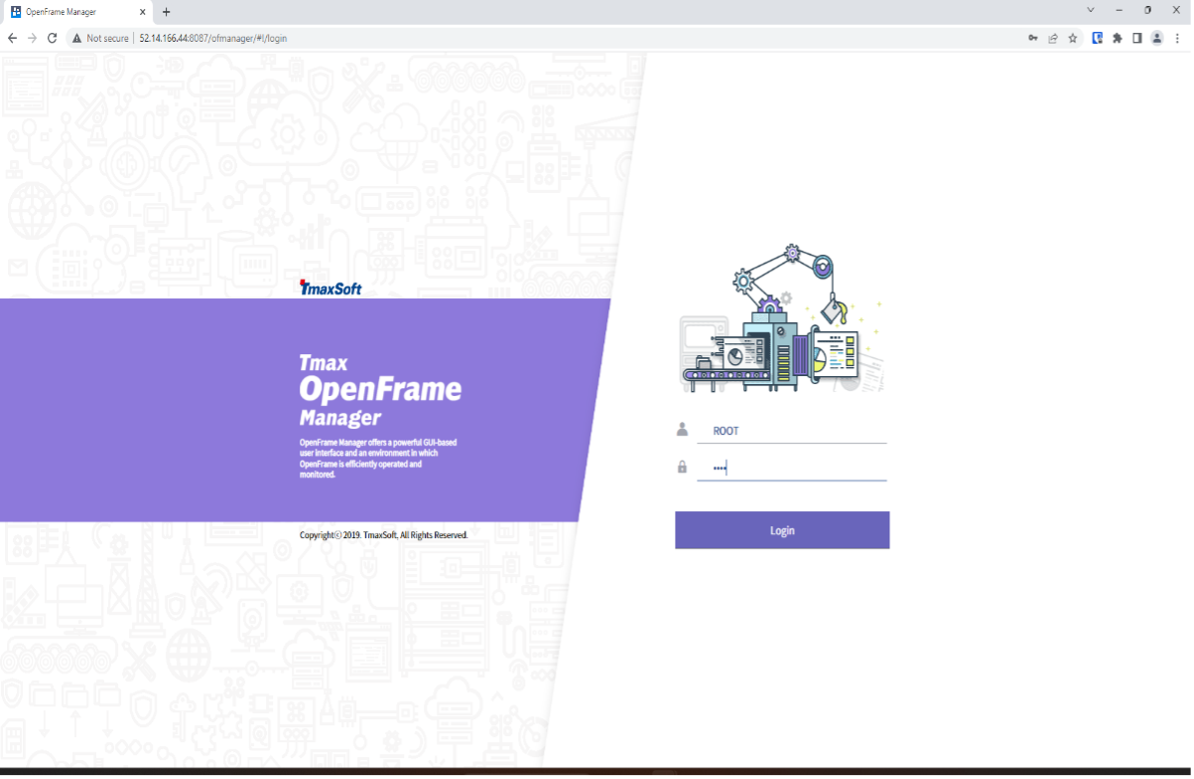 OpenFrame Manager
Not secure
52.14.166.44:8087/ofmanager/#!/login
TmaxSoft
Tmax
OpenFrame
Manager
OpenFrame Manager offers a powerful GUI-based
user interface and an environment in which
OpenFrame is efficiently operated and
monitored.
Copyrightⓒ 2019. TmaxSoft, All Rights Reserved.
ROOT
••••
Login